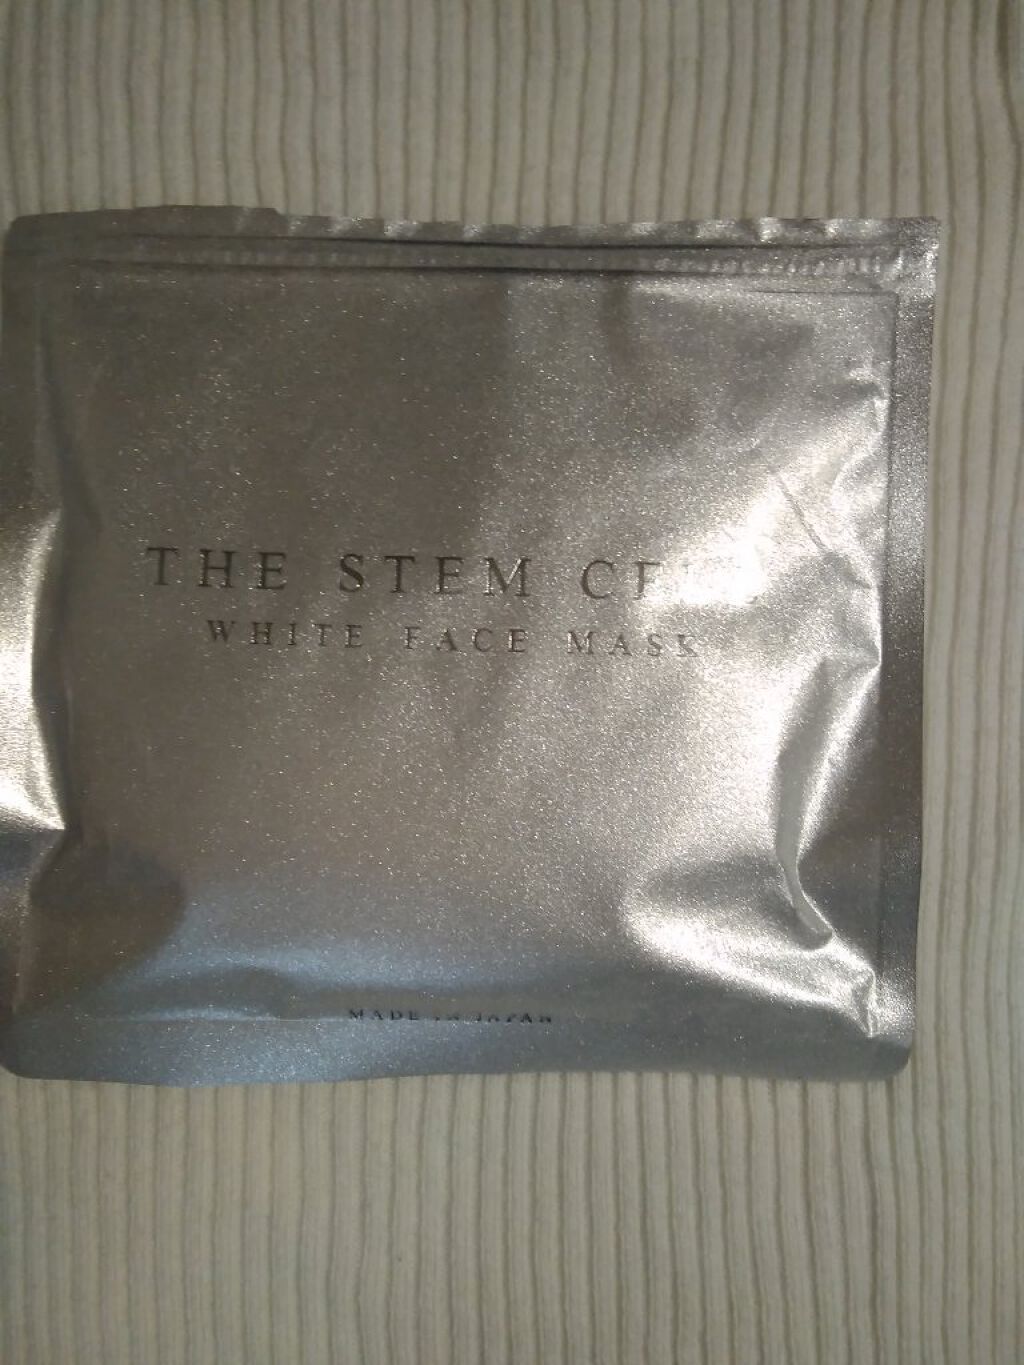 THE STEM
WHITE FACE MASK
MADE IN JAPAN